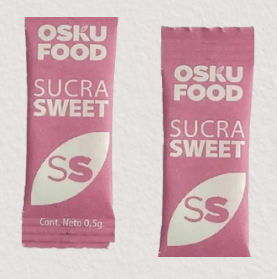 OSKU
FOOD
SUCRA
SWEET
SS
Cont. Neto 0,5g
OSKU
FOOD
SUCRA
SWEET
SS